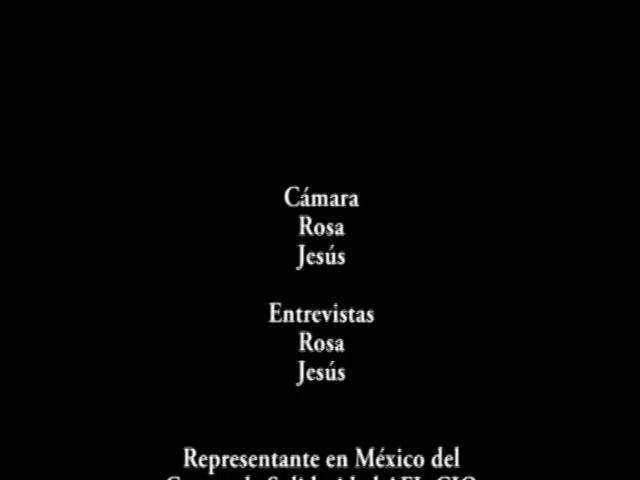 Cámara
Rosa
Jesús
Entrevistas
Rosa
Jesús
Representante en México del